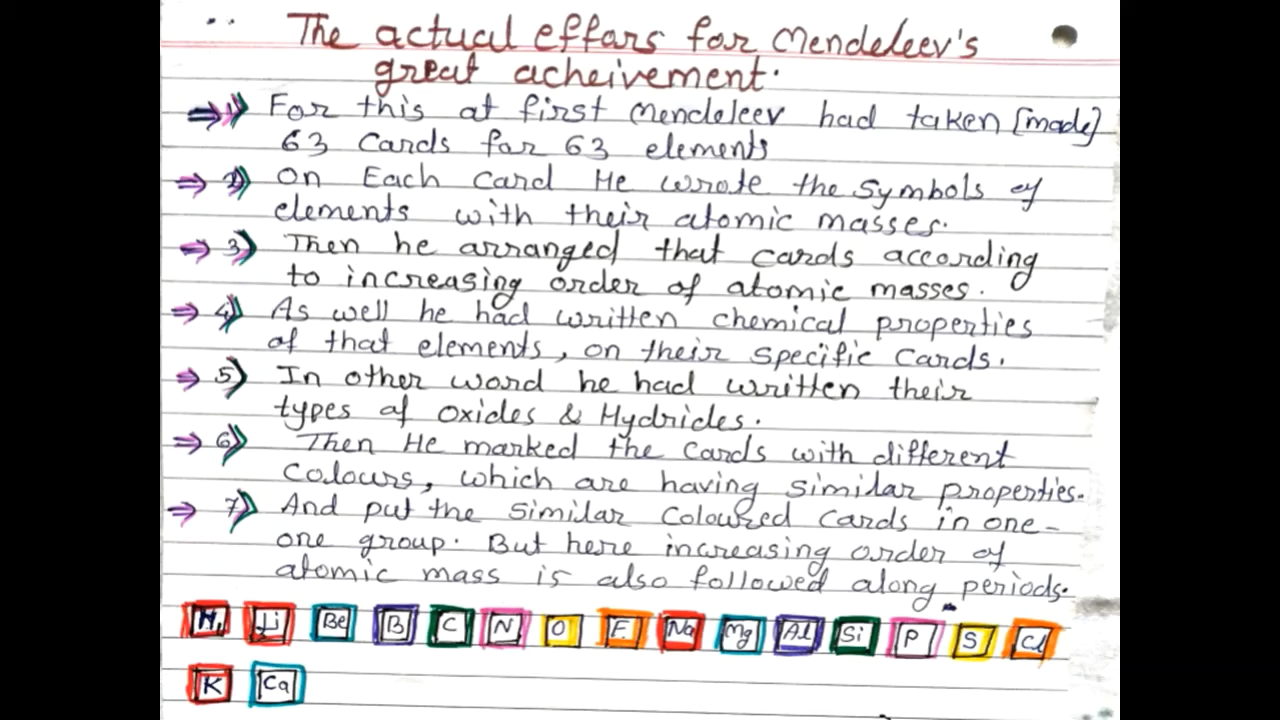 The actual effars for Mendeleev's
great acheivement.
⇒ 1) For this at first Mendeleev had taken [made]
63 Cards for 63 elements
⇒ 2) On Each Card He wrote the Symbols of
elements with their atomic masses.
⇒ 3) Then he arranged that cards according
to increasing order of atomic masses.
⇒ 4) As well he had written chemical properties
of that elements, on their specific Cards.
⇒ 5) In other word he had written their
types of oxides & Hydrides.
⇒ 6) Then He marked the Cards with different
Colours, which are having similar properties.
⇒ 7) And put the similar Coloured Cards in one-
one group. But here increasing order of
atomic mass is also followed along periods.
H, Li Be B C N O F. Na Mg Al Si P S Cl
K Ca